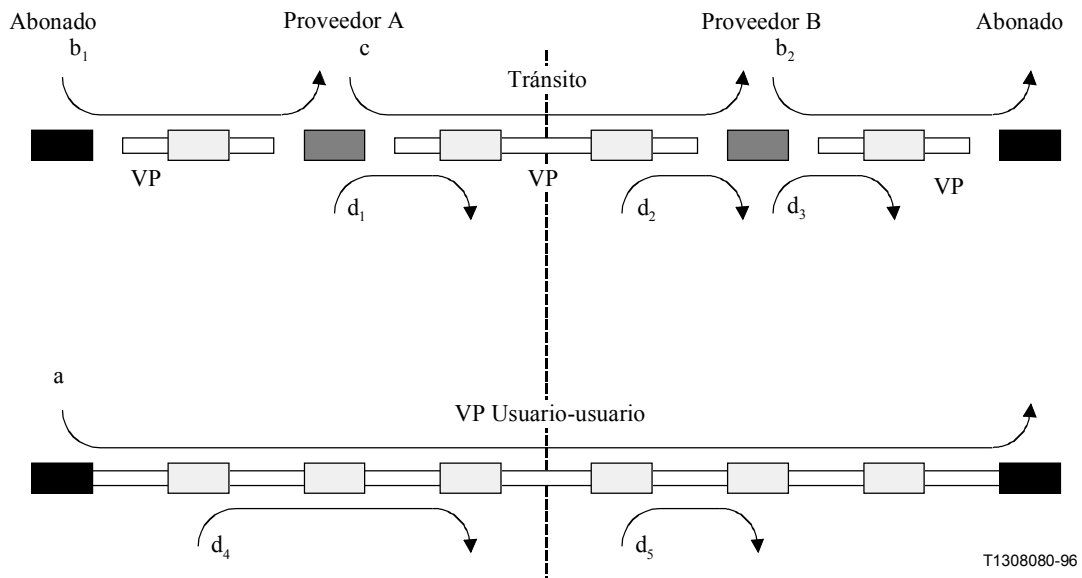 Abonado
Proveedor A
Proveedor B
Abonado
b1
c
b2
Tránsito
VP
VP
VP
d1
d2
d3
a
VP Usuario-usuario
d4
d5
T1308080-96